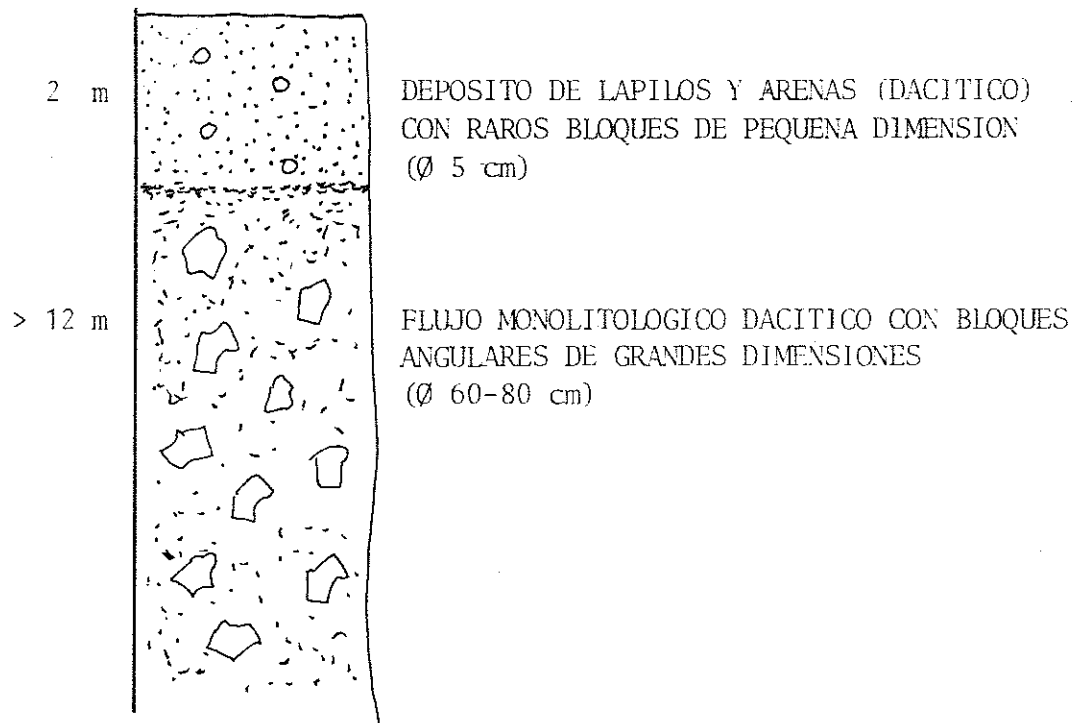 2 m
DEPOSITO DE LAPILOS Y ARENAS (DACITICO)
CON RAROS BLOQUES DE PEQUENA DIMENSION
(Ø 5 cm)
> 12 m
FLUJO MONOLITOLOGICO DACITICO CON BLOQUES
ANGULARES DE GRANDES DIMENSIONES
(Ø 60-80 cm)